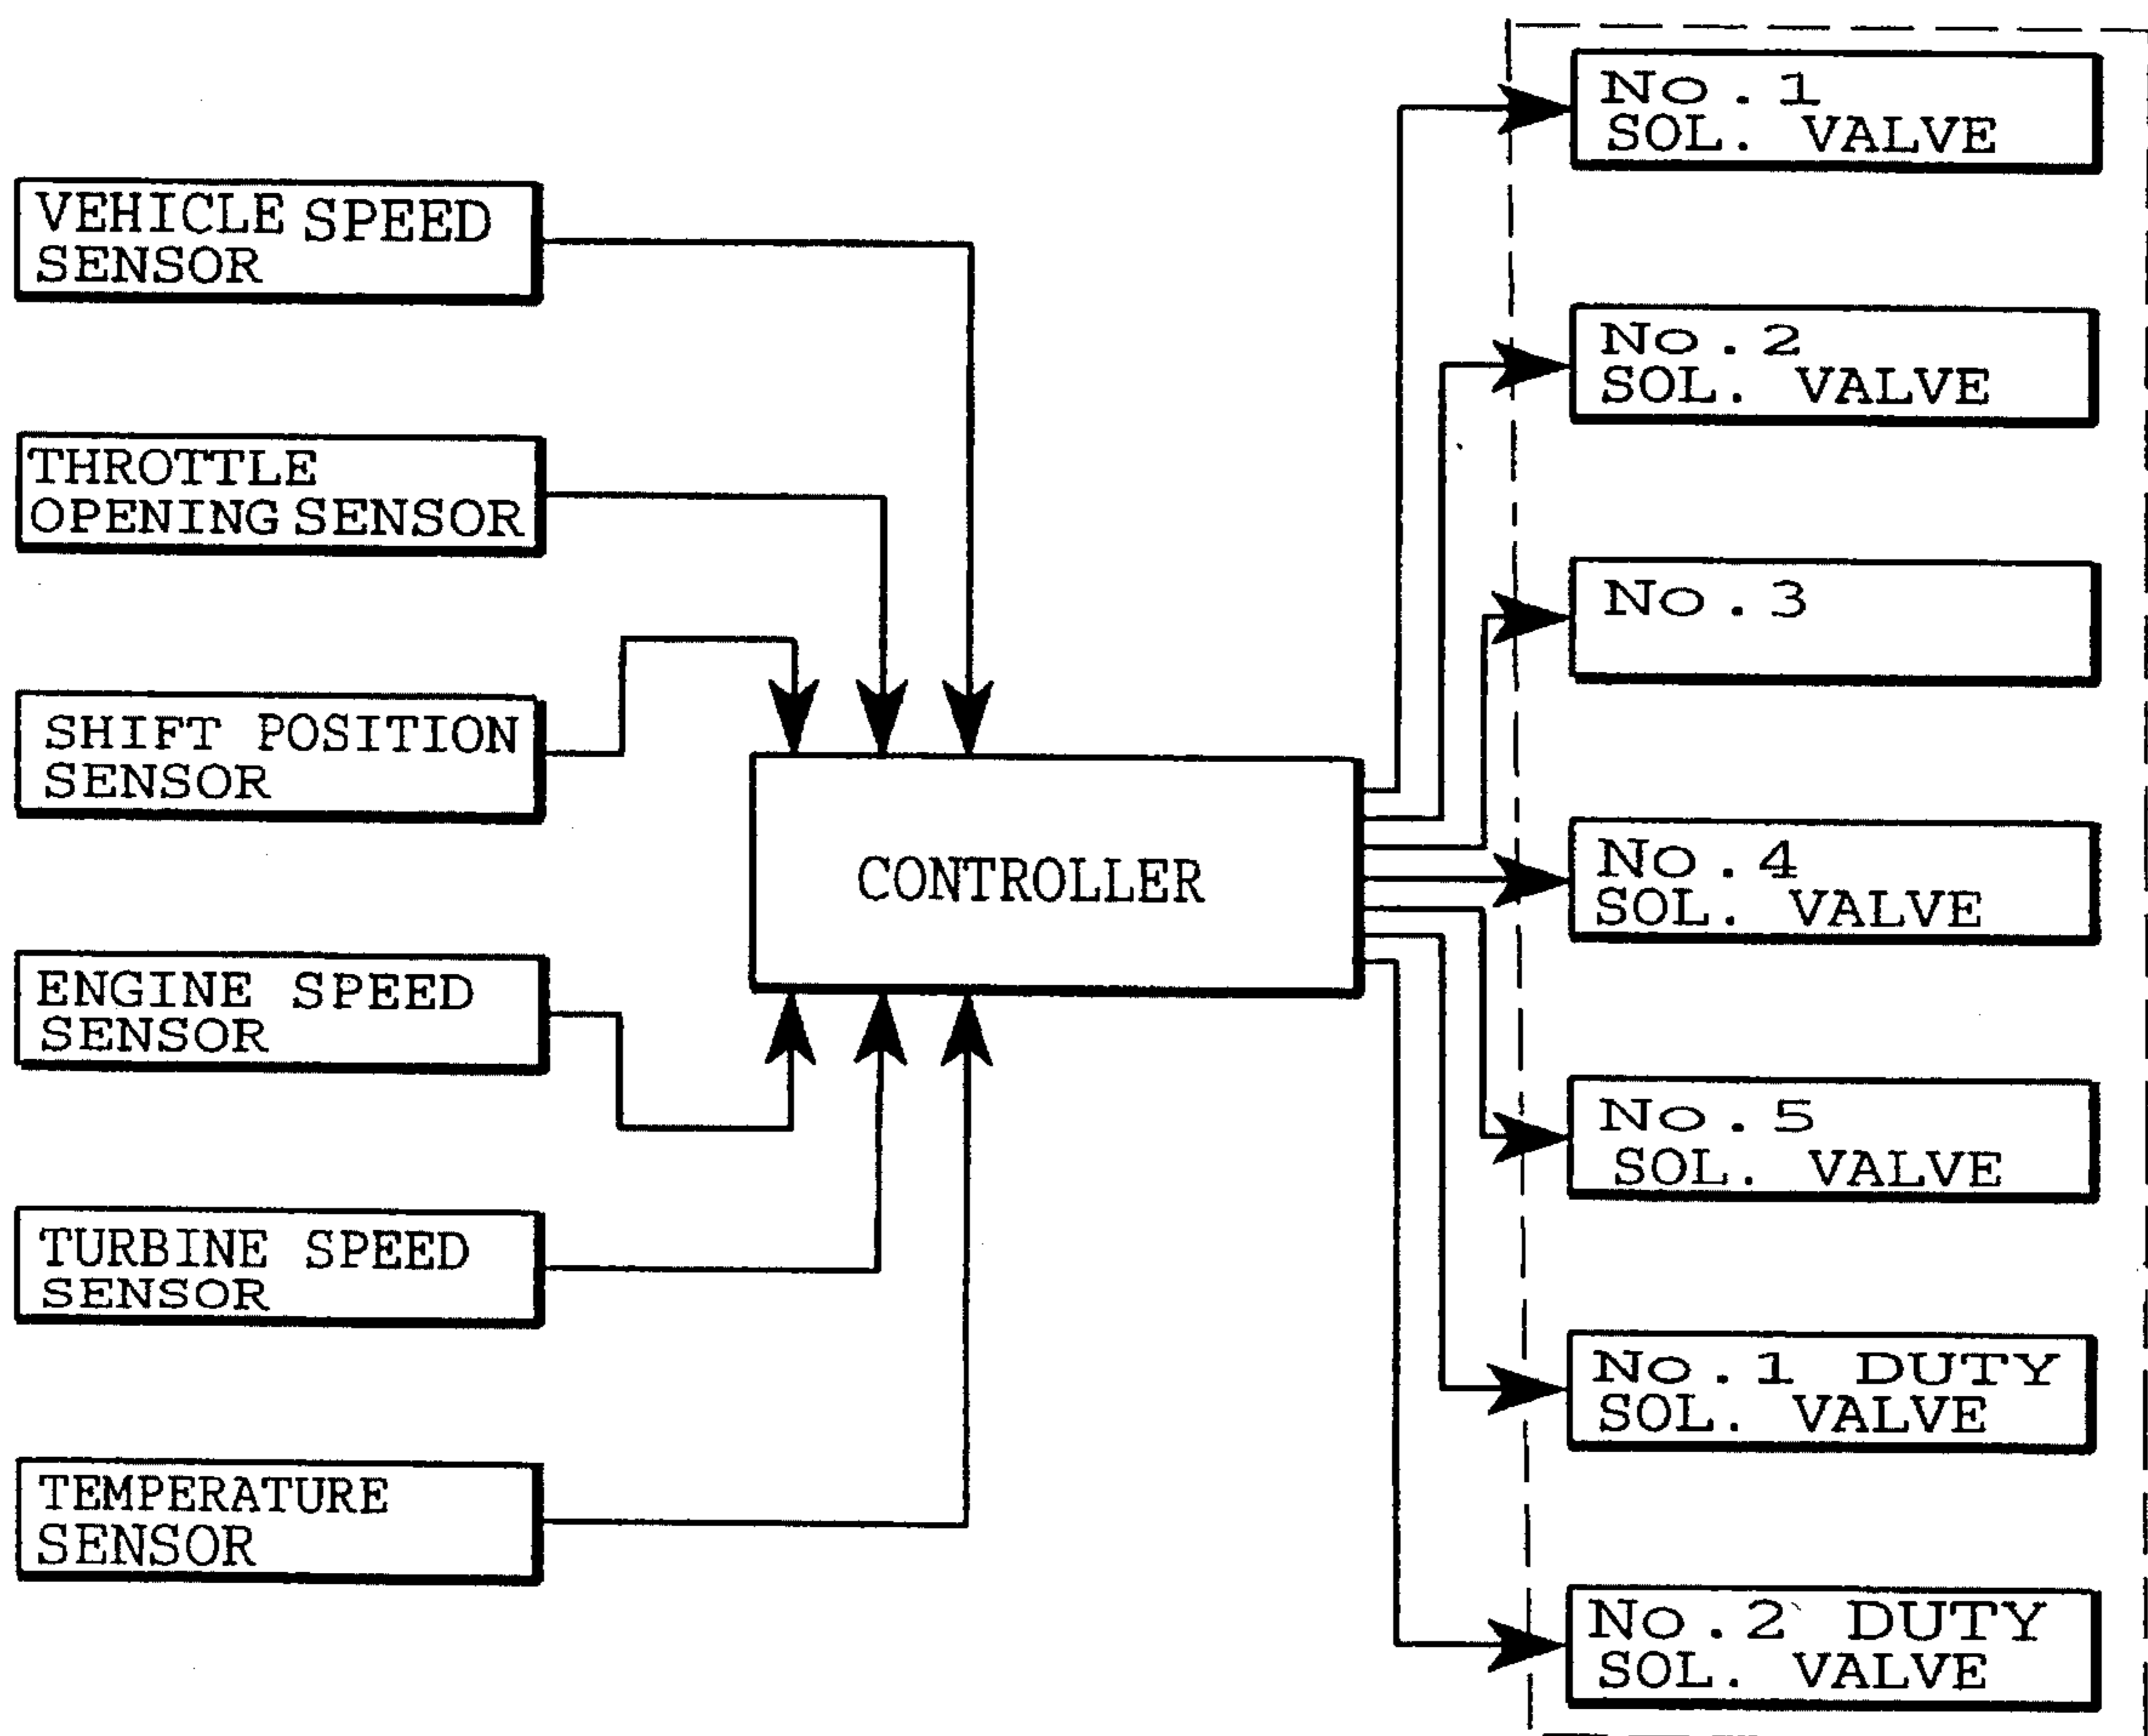 VEHICLE SPEED
SENSOR
THROTTLE
OPENING SENSOR
SHIFT POSITION
SENSOR
ENGINE SPEED
SENSOR
TURBINE SPEED
SENSOR
TEMPERATURE
SENSOR
CONTROLLER
No.1
SOL. VALVE
No.2
SOL. VALVE
No.3
No.4
SOL. VALVE
No.5
SOL. VALVE
No.1 DUTY
SOL. VALVE
No.2 DUTY
SOL. VALVE